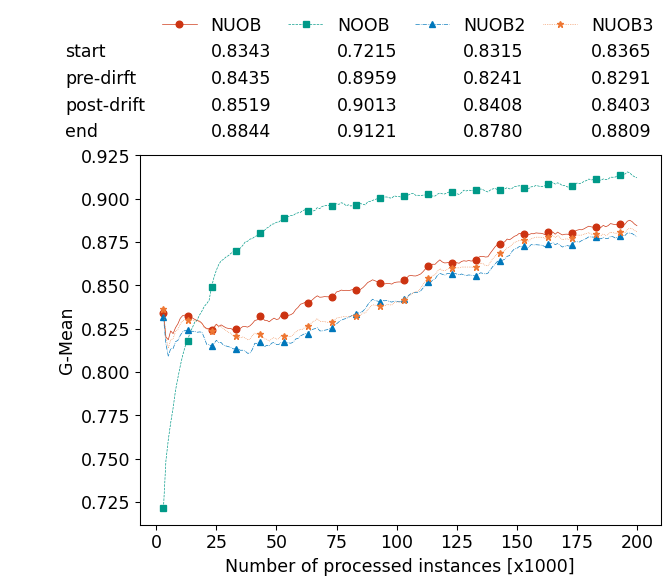 NUOB NOOB NUOB2 NUOB3
start 0.8343 0.7215 0.8315 0.8365
pre-dirft 0.8435 0.8959 0.8241 0.8291
post-drift 0.8519 0.9013 0.8408 0.8403
end 0.8844 0.9121 0.8780 0.8809
0.925
0.900
0.875
0.850
0.825
0.800
0.775
0.750
0.725
G-Mean
0 25 50 75 100 125 150 175 200
Number of processed instances [x1000]